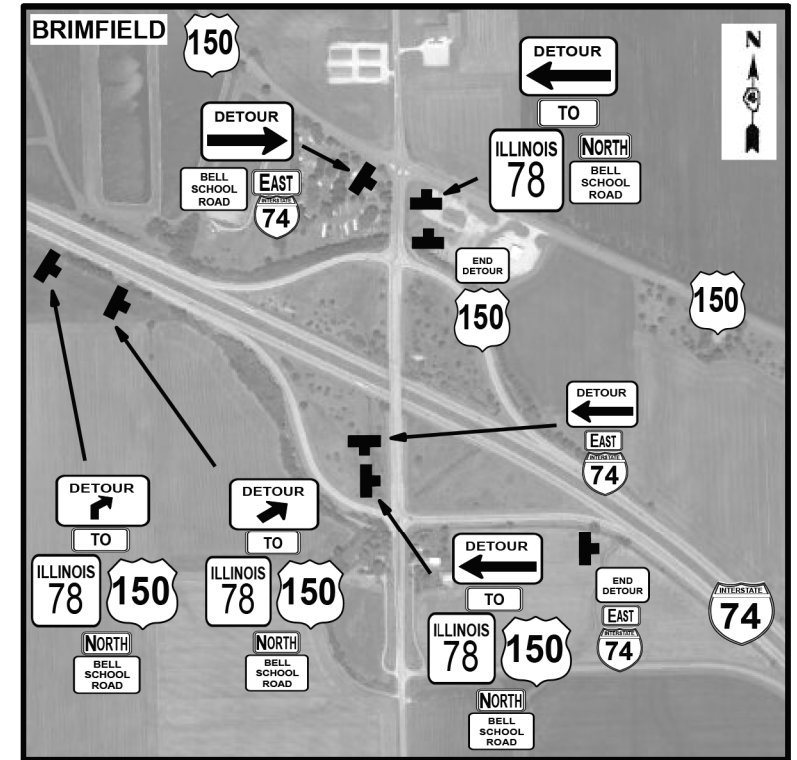 BRIMFIELD
150
DETOUR
TO
ILLINOIS
78
NORTH
BELL
SCHOOL
ROAD
N
DETOUR
BELL
SCHOOL
ROAD
EAST
INTERSTATE
74
END
DETOUR
150
150
DETOUR
EAST
INTERSTATE
74
DETOUR
TO
ILLINOIS
78
150
NORTH
BELL
SCHOOL
ROAD
DETOUR
TO
ILLINOIS
78
150
NORTH
BELL
SCHOOL
ROAD
DETOUR
TO
ILLINOIS
78
150
NORTH
BELL
SCHOOL
ROAD
END
DETOUR
EAST
INTERSTATE
74
INTERSTATE
74